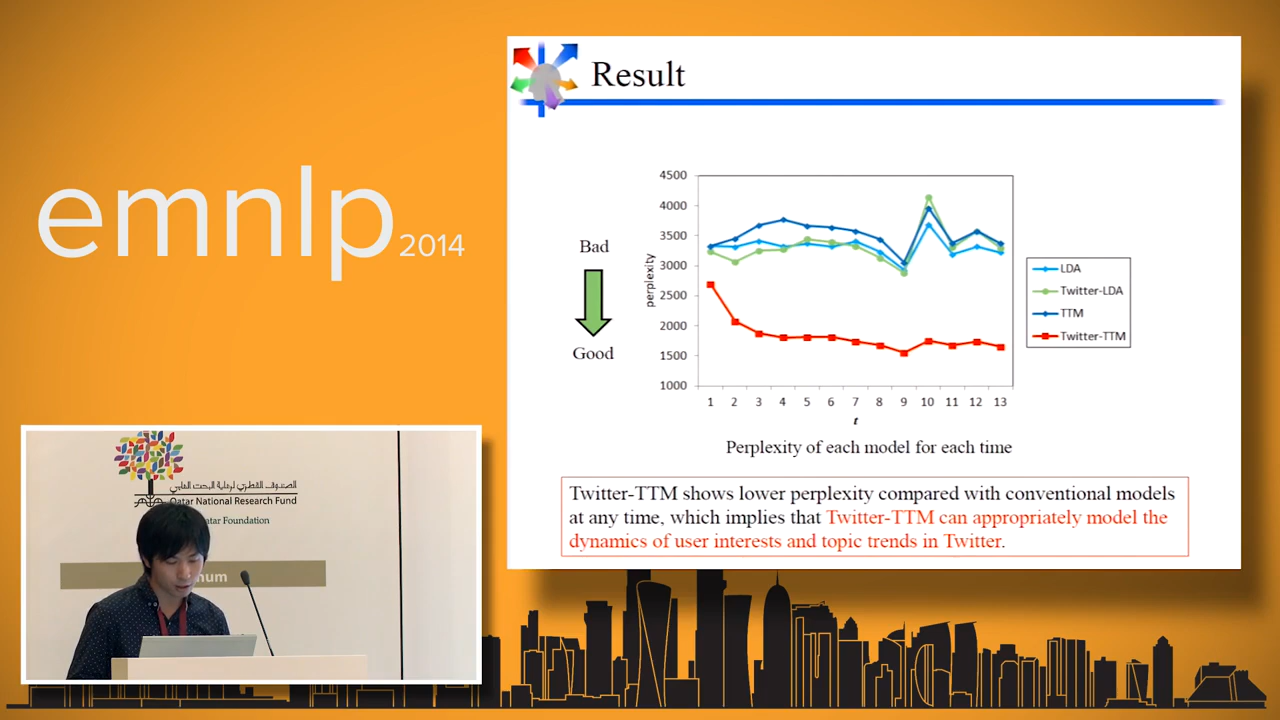 emnlp 2014
Result
4500
4000
3500
3000
2500
2000
1500
1000
perplexity
Bad
Good
LDA
Twitter-LDA
TTM
Twitter-TTM
1 2 3 4 5 6 7 8 9 10 11 12 13
t
Perplexity of each model for each time
Twitter-TTM shows lower perplexity compared with conventional models
at any time, which implies that Twitter-TTM can appropriately model the
dynamics of user interests and topic trends in Twitter.
الصندوق القطري لرعاية البحث العلمي
Qatar National Research Fund
Foundation